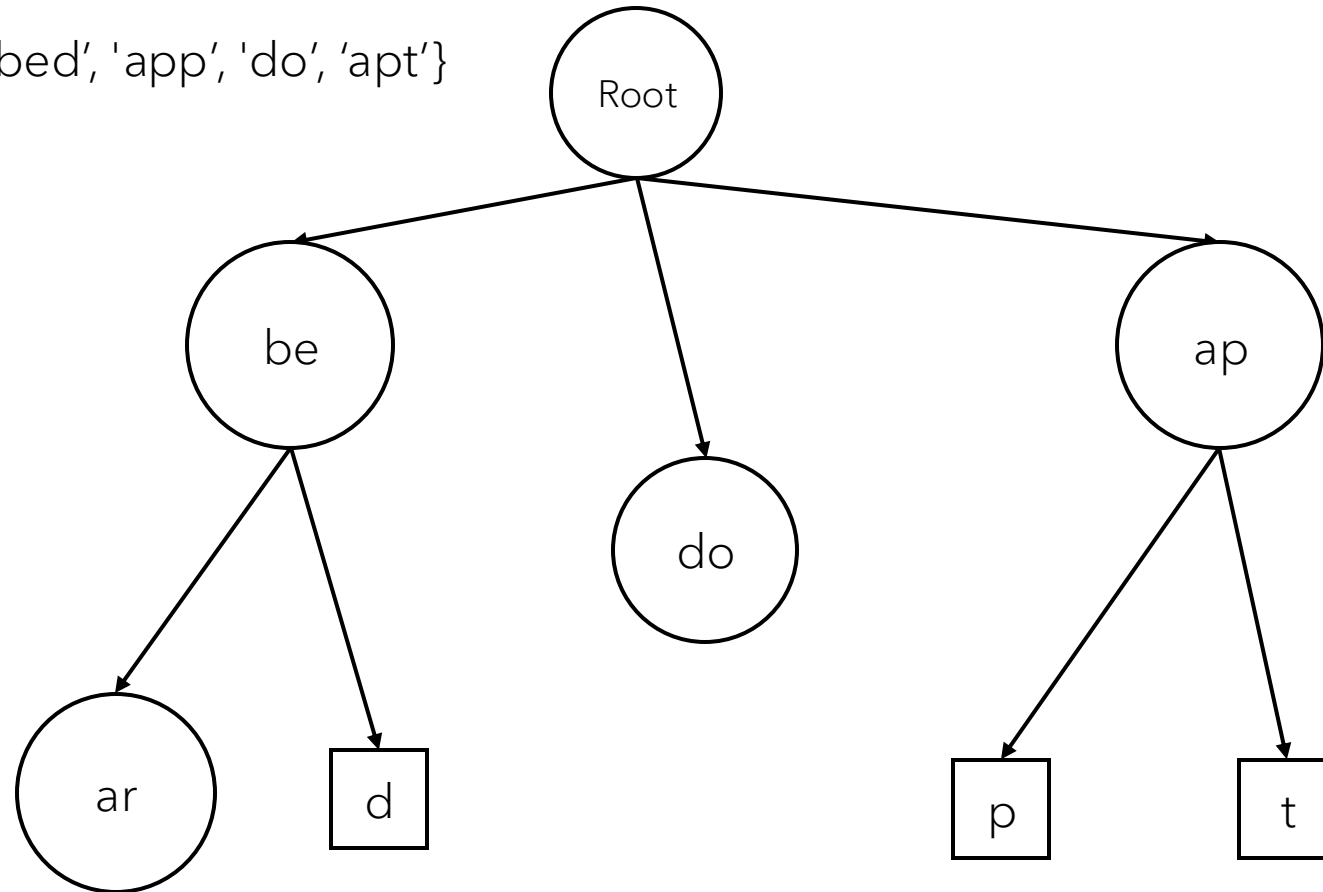 bed’, 'app’, 'do’, ‘apt’}
Root
be
ap
do
ar
d
p
t